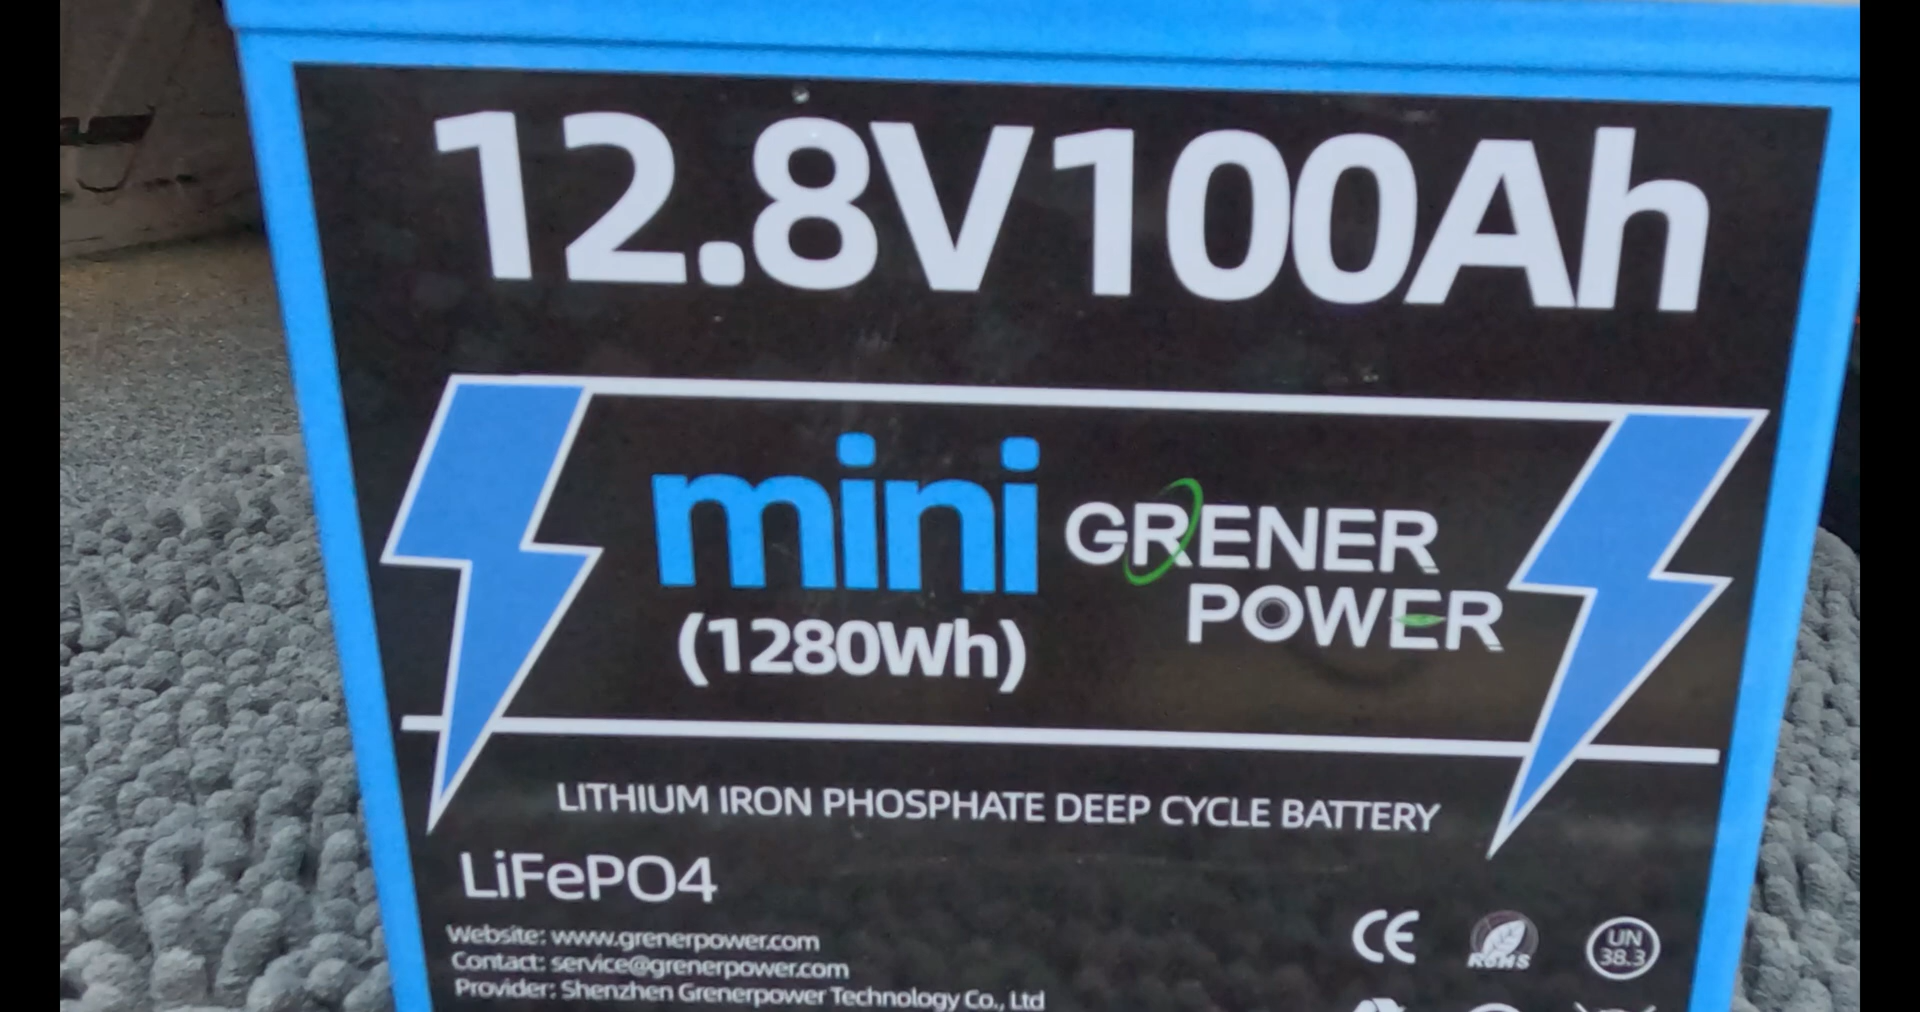 12.8V100Ah
mini GRENER
POWER
(1280Wh)
LITHIUM IRON PHOSPHATE DEEP CYCLE BATTERY
LiFePO4
Website: www.grenerpower.com
Contact: service@grenerpower.com
Provider: Shenzhen Grenerpower Technology Co., Ltd
CE
RoHS
UN
38.3